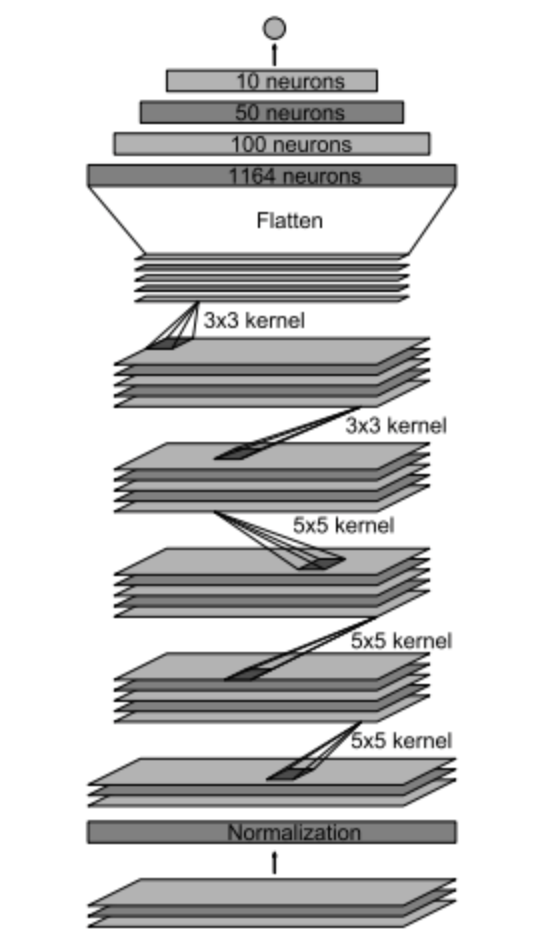 10 neurons
50 neurons
100 neurons
1164 neurons
Flatten
3x3 kernel
3x3 kernel
5x5 kernel
5x5 kernel
5x5 kernel
Normalization